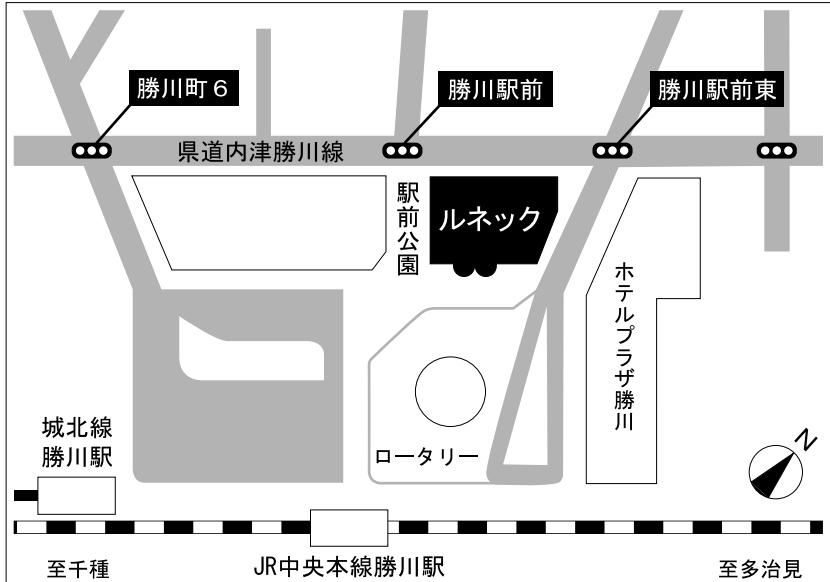 勝川町６
勝川駅前
勝川駅前東
県道内津勝川線
駅前公園
ルネック
ホテルプラザ勝川
城北線
勝川駅
ロータリー
N
至千種
JR中央本線勝川駅
至多治見